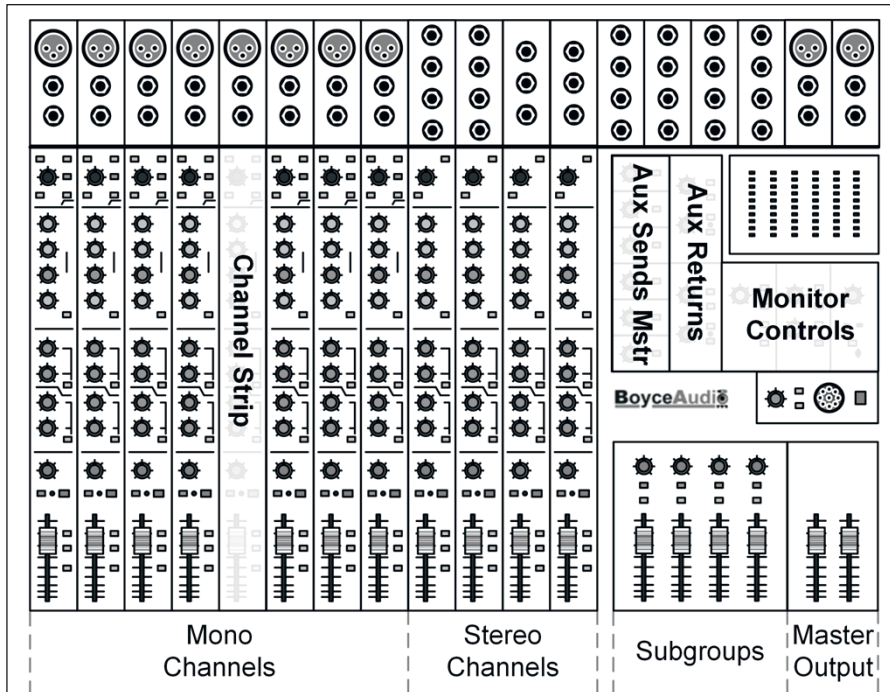 Channel Strip
Aux Sends Mstr
Aux Returns
Monitor
Controls
BoyceAudio
Mono
Channels
Stereo
Channels
Subgroups
Master
Output